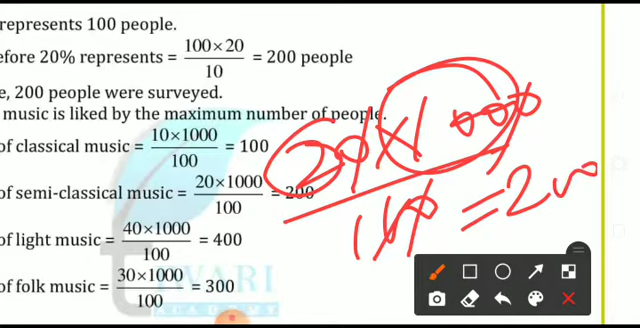 represents 100 people.
efore 20% represents = 100×20/10 = 200 people
e, 200 people were surveyed.
music is liked by the maximum number of people.
of classical music = 10×1000/100 = 100
of semi-classical music = 20×1000/100 = 200
of light music = 40×1000/100 = 400
of folk music = 30×1000/100 = 300
20×1000/100 = 200
IWARI
ACADEMY